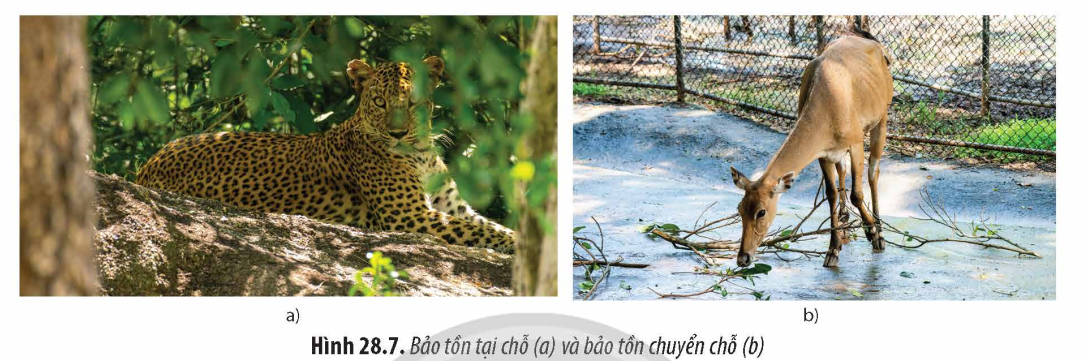 a)
b)
Hình 28.7. Bảo tồn tại chỗ (a) và bảo tồn chuyển chỗ (b)